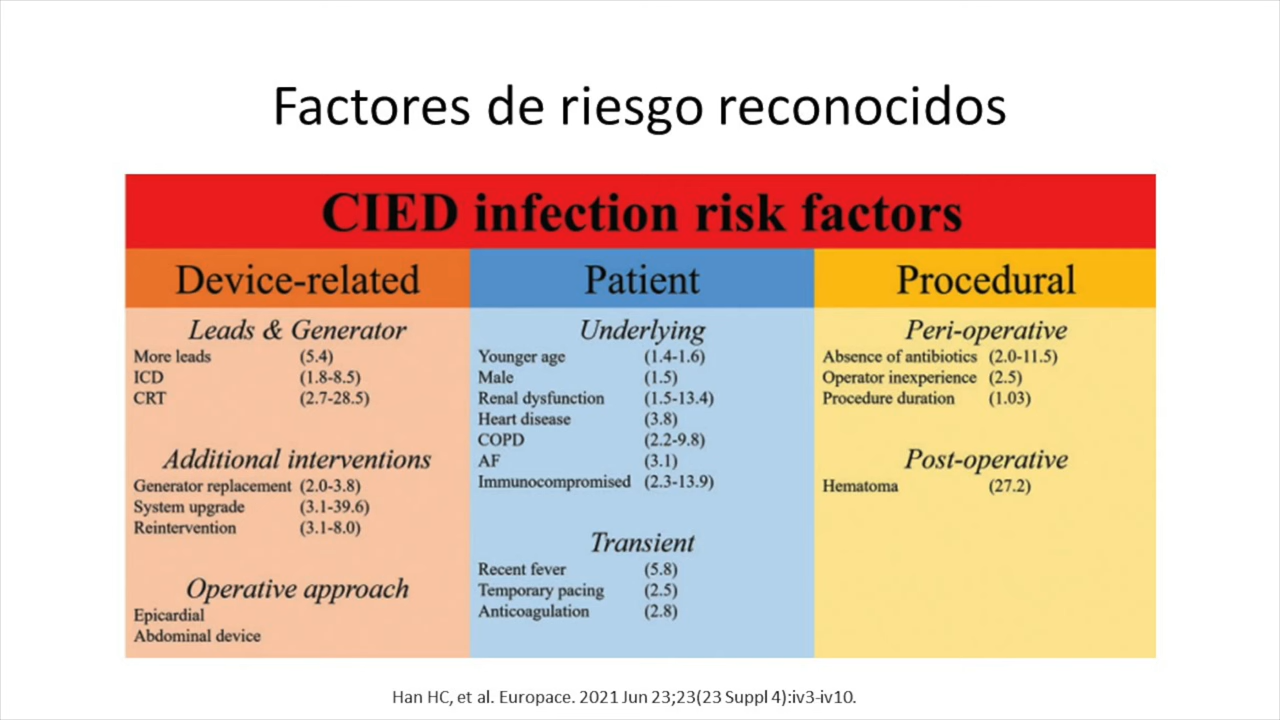 Factores de riesgo reconocidos
CIED infection risk factors
Device-related
Leads & Generator
More leads (5.4)
ICD (1.8-8.5)
CRT (2.7-28.5)
Additional interventions
Generator replacement (2.0-3.8)
System upgrade (3.1-39.6)
Reintervention (3.1-8.0)
Operative approach
Epicardial
Abdominal device
Patient
Underlying
Younger age (1.4-1.6)
Male (1.5)
Renal dysfunction (1.5-13.4)
Heart disease (3.8)
COPD (2.2-9.8)
AF (3.1)
Immunocompromised (2.3-13.9)
Transient
Recent fever (5.8)
Temporary pacing (2.5)
Anticoagulation (2.8)
Procedural
Peri-operative
Absence of antibiotics (2.0-11.5)
Operator inexperience (2.5)
Procedure duration (1.03)
Post-operative
Hematoma (27.2)
Han HC, et al. Europace. 2021 Jun 23;23(23 Suppl 4):iv3-iv10.